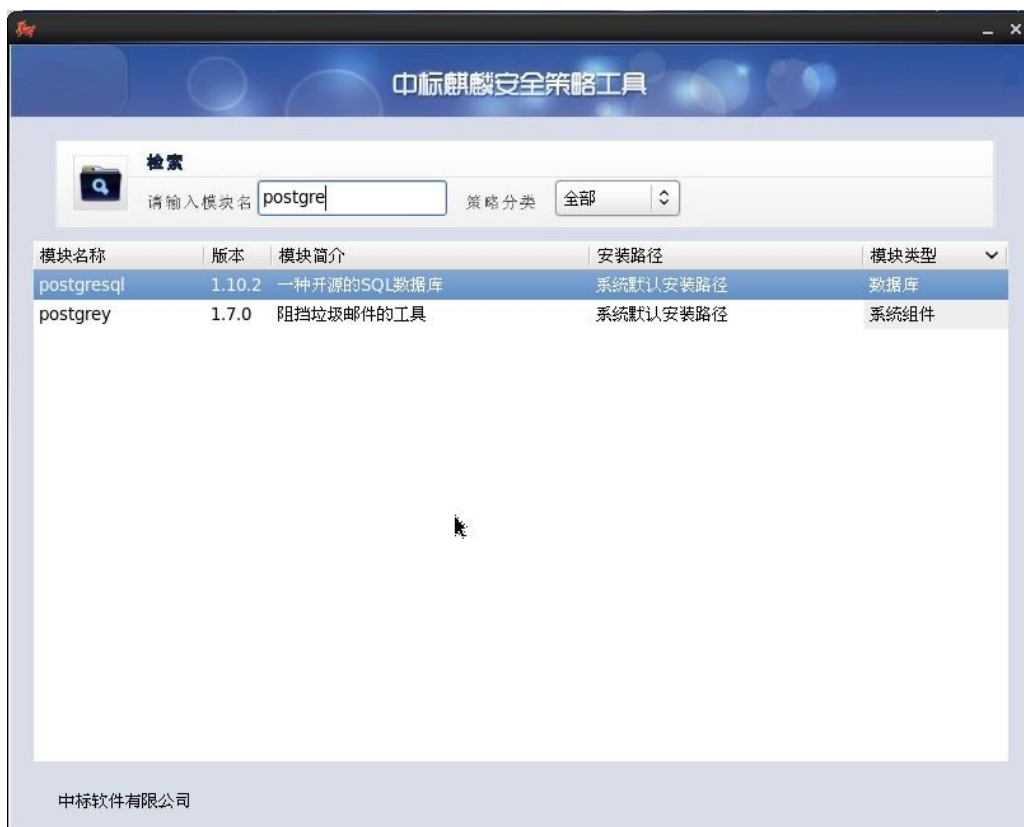 中标麒麟安全策略工具
检索
请输入模块名 postgre 策略分类 全部
模块名称 版本 模块简介 安装路径 模块类型
postgresql 1.10.2 一种开源的SQL数据库 系统默认安装路径 数据库
postgrey 1.7.0 阻挡垃圾邮件的工具 系统默认安装路径 系统组件
中标软件有限公司